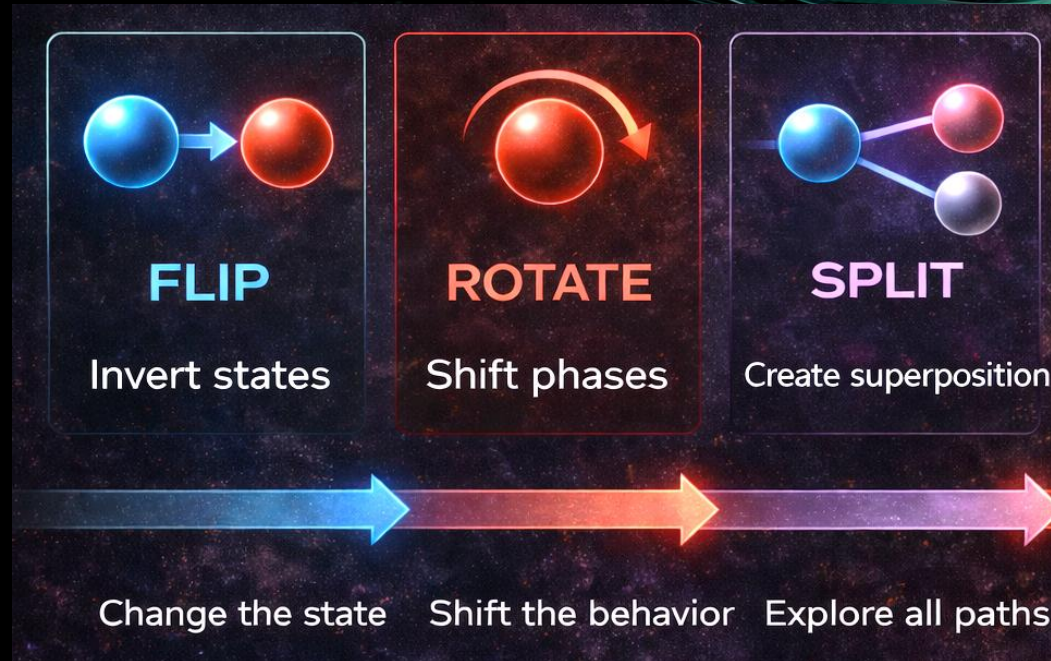 FLIP
Invert states
ROTATE
Shift phases
SPLIT
Create superposition
Change the state
Shift the behavior
Explore all paths